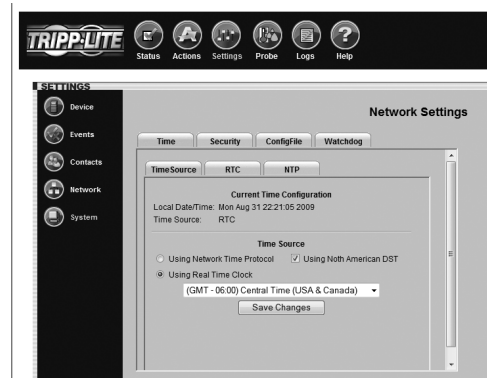 TRIPP·LITE
Status Actions Settings Probe Logs Help
SETTINGS
Device
Events
Contacts
Network
System
Network Settings
Time Security ConfigFile Watchdog
TimeSource RTC NTP
Current Time Configuration
Local Date/Time: Mon Aug 31 22:21:05 2009
Time Source: RTC
Time Source
Using Network Time Protocol Using Noth American DST
Using Real Time Clock
(GMT - 06:00) Central Time (USA & Canada)
Save Changes